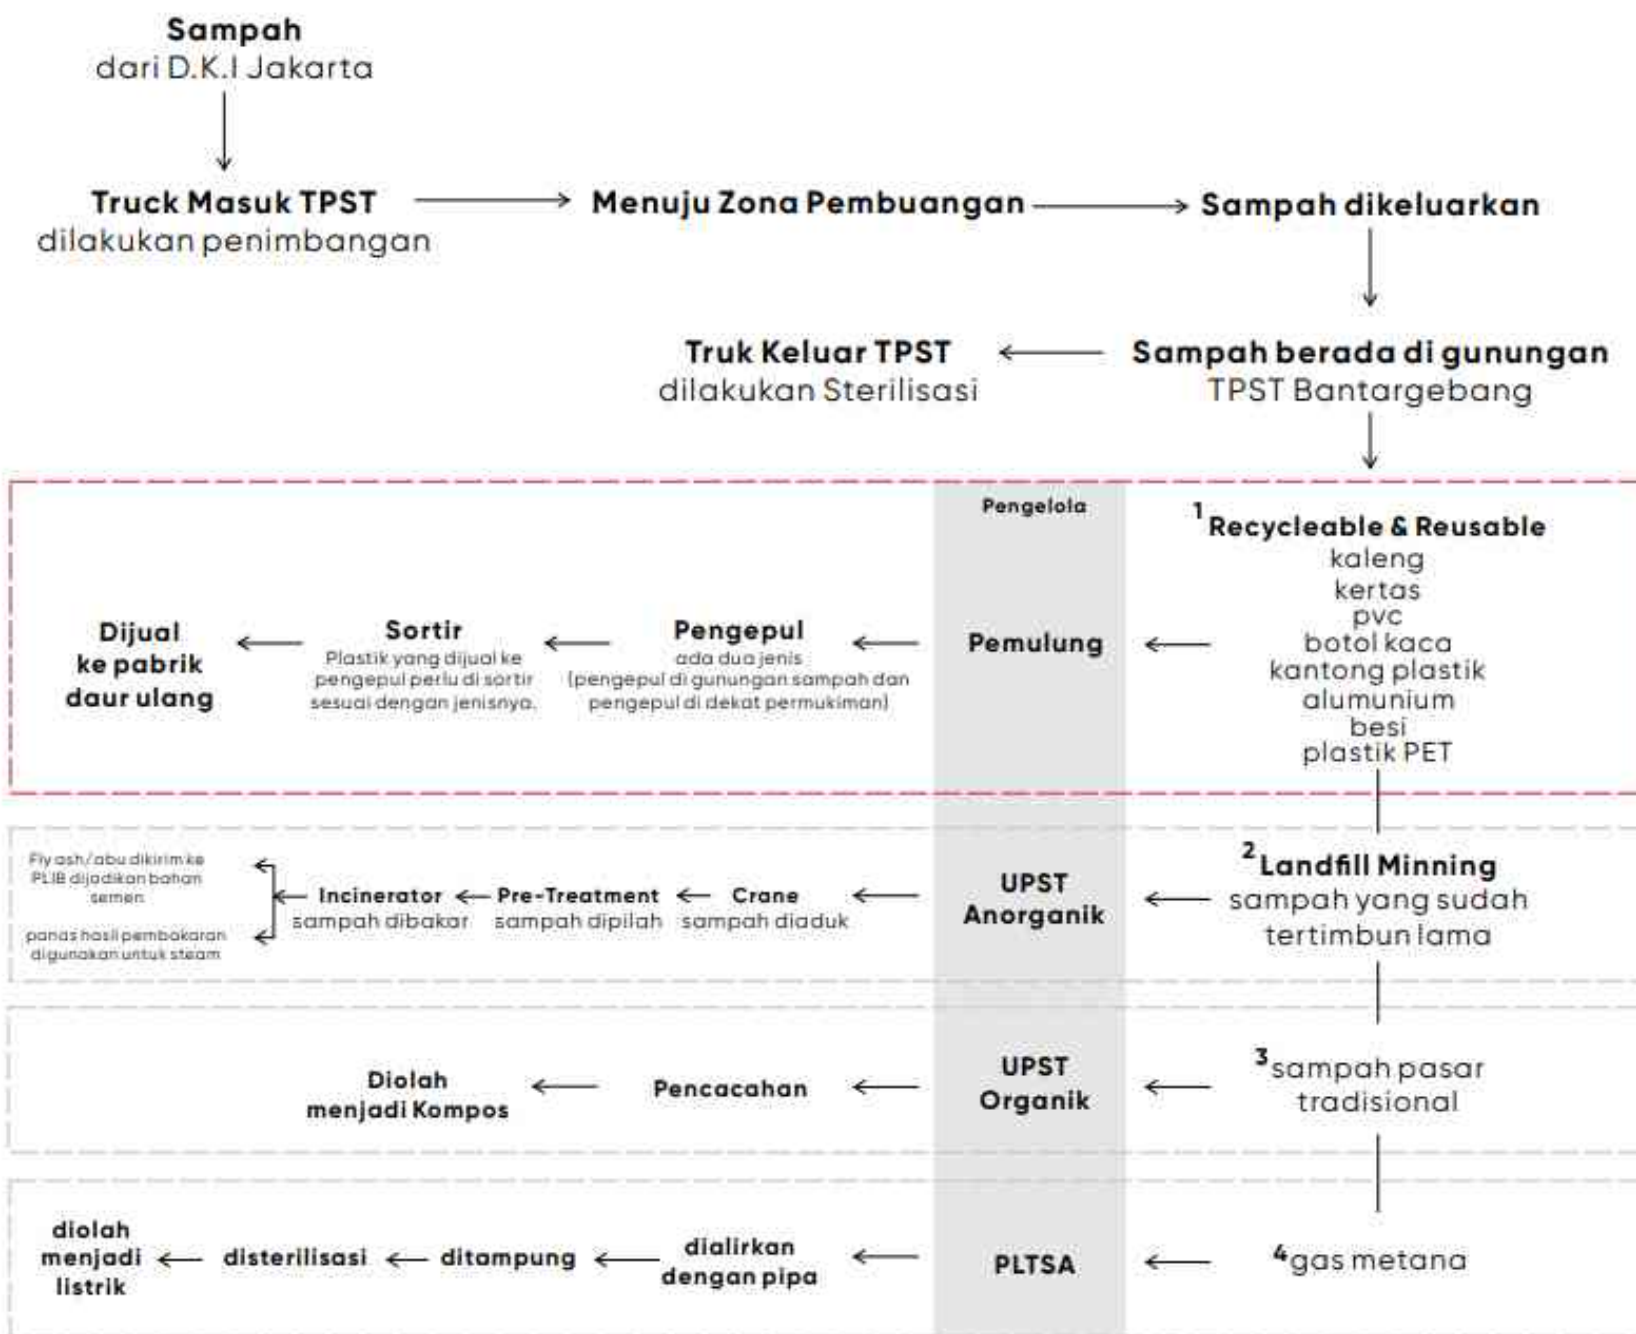 Sampah
dari D.K.I Jakarta
Truck Masuk TPST
dilakukan penimbangan
Menuju Zona Pembuangan
Sampah dikeluarkan
Truk Keluar TPST
dilakukan Sterilisasi
Sampah berada di gunungan
TPST Bantargebang
Pengelola
1 Recycleable & Reusable
kaleng
kertas
pvc
botol kaca
kantong plastik
alumunium
besi
plastik PET
Pemulung
Pengepul
ada dua jenis
(pengepul di gunungan sampah dan
pengepul di dekat permukiman)
Sortir
Plastik yang dijual ke
pengepul perlu di sortir
sesuai dengan jenisnya.
Dijual
ke pabrik
daur ulang
2 Landfill Minning
sampah yang sudah
tertimbun lama
UPST
Anorganik
Crane
sampah diaduk
Pre-Treatment
sampah dipilah
Incinerator
sampah dibakar
Fly ash/abu dikirim ke
PLIB dijadikan bahan
semen
panas hasil pembakaran
digunakan untuk steam
3 sampah pasar
tradisional
UPST
Organik
Pencacahan
Diolah
menjadi Kompos
4 gas metana
PLTSA
dialirkan
dengan pipa
ditampung
disterilisasi
diolah
menjadi
listrik